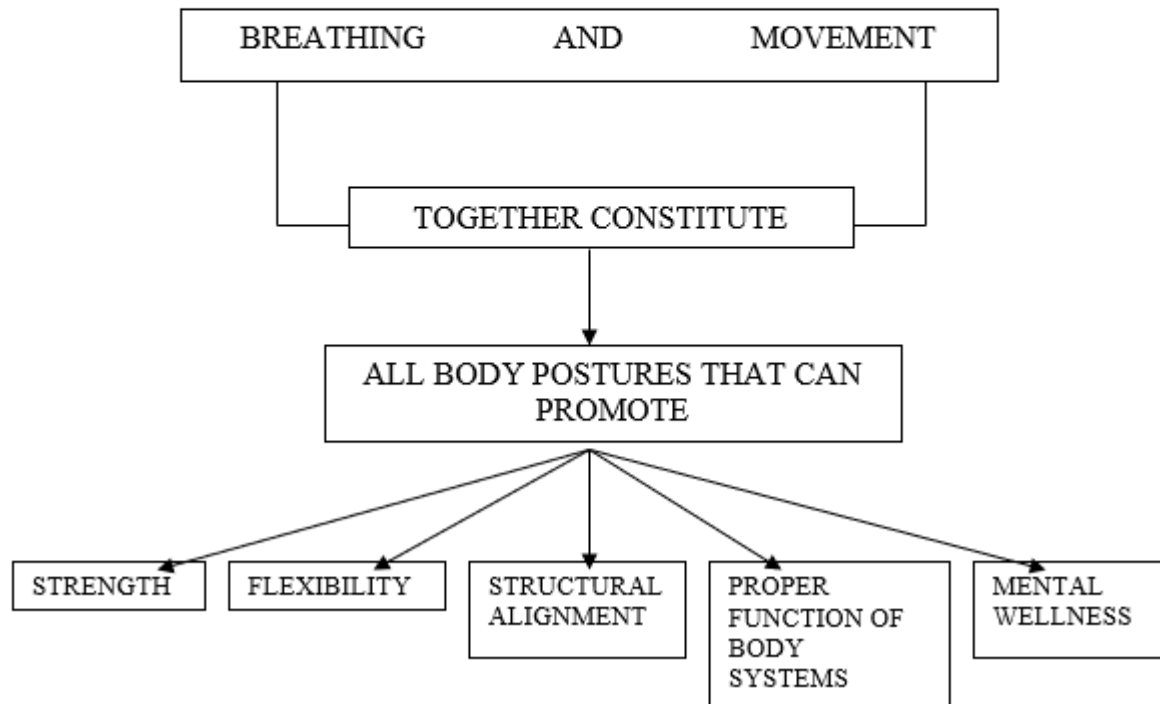 BREATHING AND MOVEMENT
TOGETHER CONSTITUTE
ALL BODY POSTURES THAT CAN
PROMOTE
STRENGTH
FLEXIBILITY
STRUCTURAL
ALIGNMENT
PROPER
FUNCTION OF
BODY
SYSTEMS
MENTAL
WELLNESS